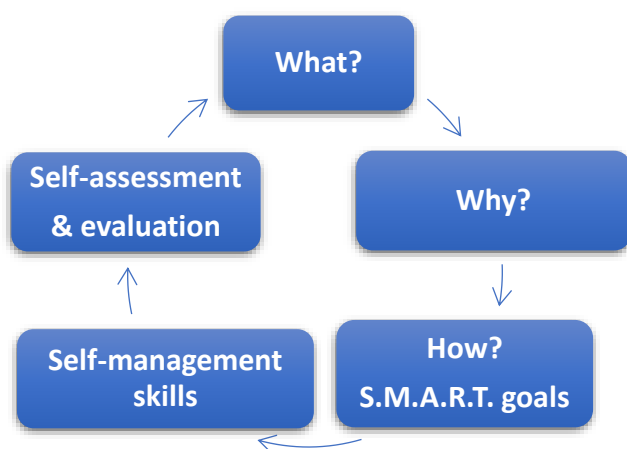 What?
Why?
How?
S.M.A.R.T. goals
Self-management
skills
Self-assessment
& evaluation